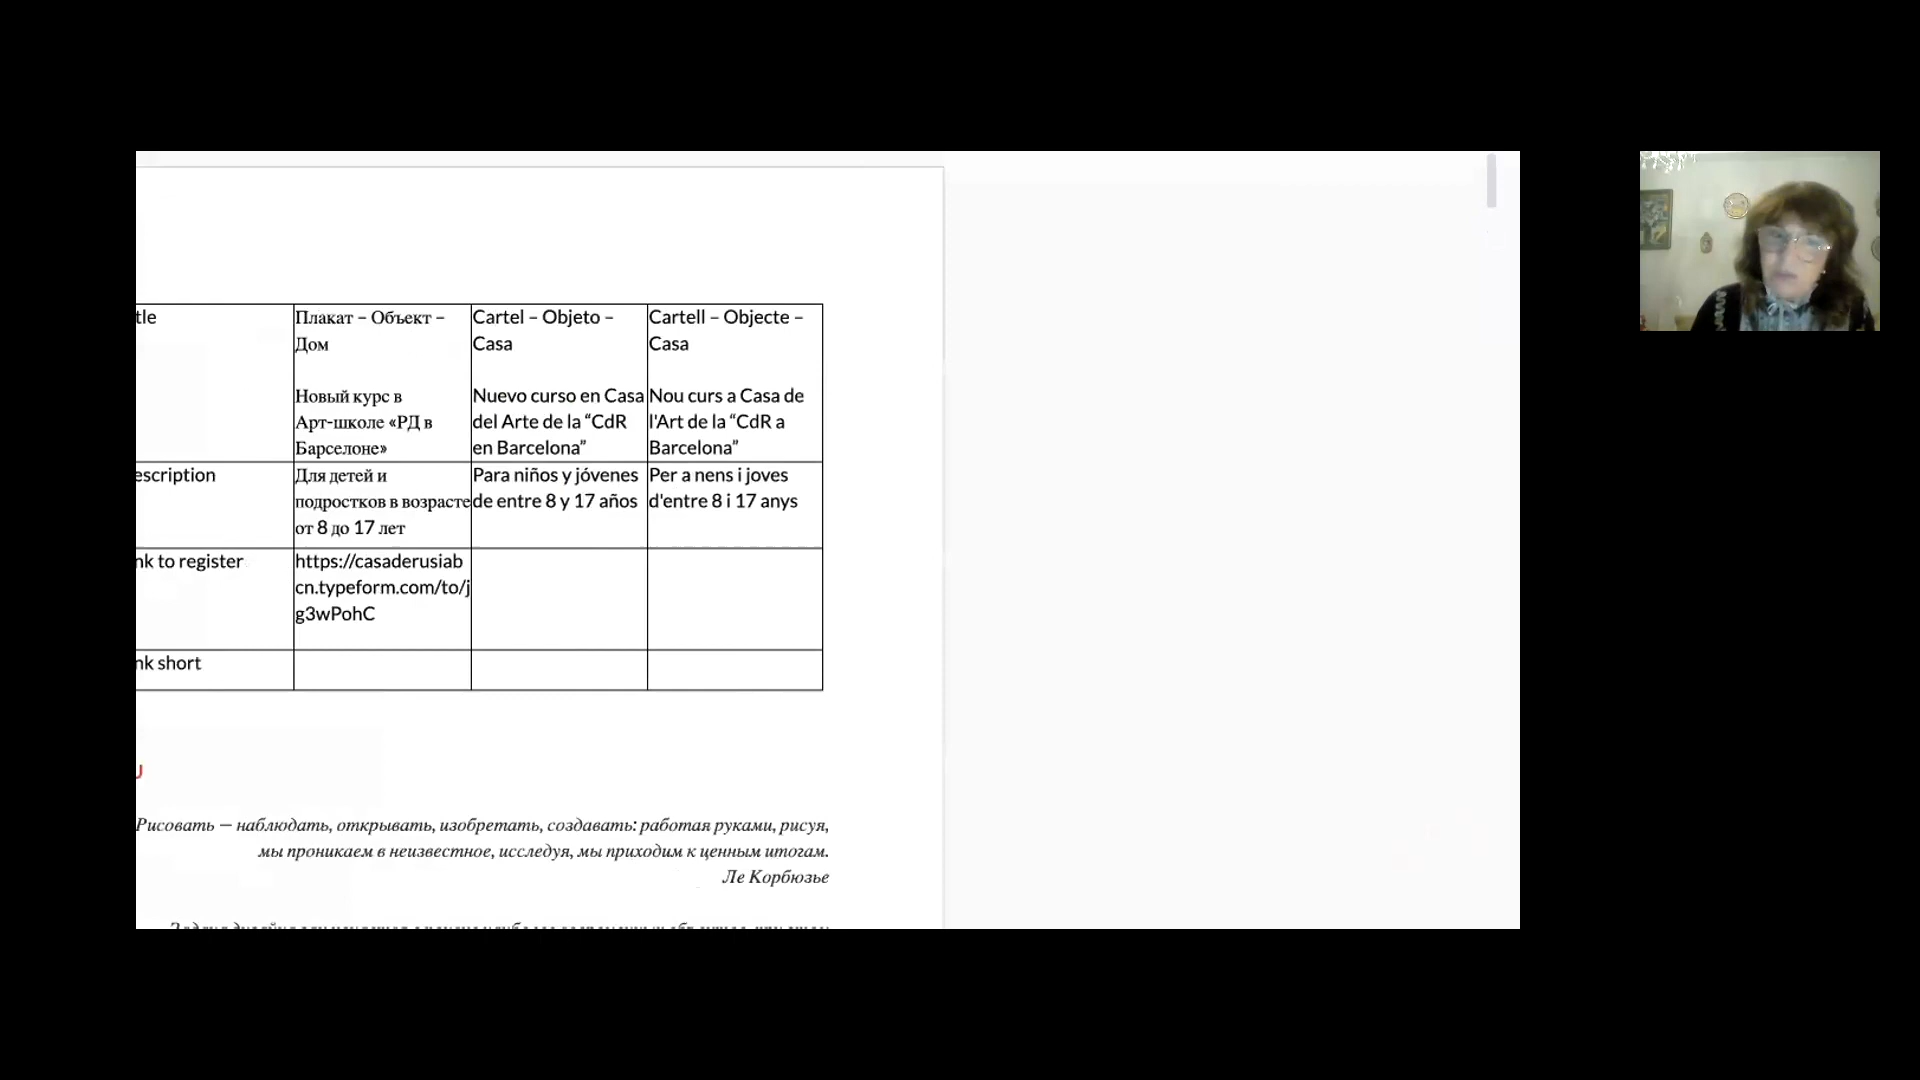 tle
Плакат – Объект –
Дом
Новый курс в
Арт-школе «РД в
Барселоне»
Cartel – Objeto –
Casa
Nuevo curso en Casa
del Arte de la “CdR
en Barcelona”
Cartell – Objecte –
Casa
Nou curs a Casa de
l'Art de la “CdR a
Barcelona”
escription
Для детей и
подростков в возрасте
от 8 до 17 лет
Para niños y jóvenes
de entre 8 y 17 años
Per a nens i joves
d'entre 8 i 17 anys
nk to register
https://casaderusiab
cn.typeform.com/to/j
g3wPohC
nk short
Рисовать – наблюдать, открывать, изобретать, создавать: работая руками, рисуя,
мы проникаем в неизвестное, исследуя, мы приходим к ценным итогам.
Ле Корбюзье